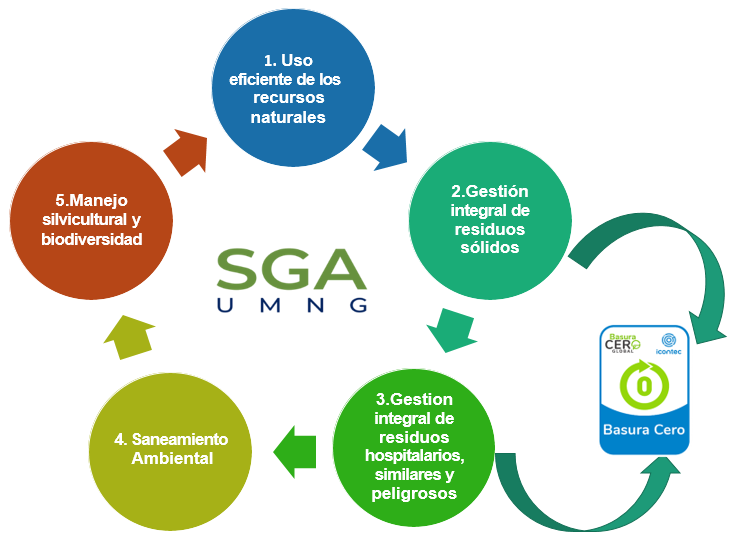 1. Uso
eficiente de los
recursos
naturales
2.Gestión
integral de
residuos
sólidos
3.Gestion
integral de
residuos
hospitalarios,
similares y
peligrosos
4. Saneamiento
Ambiental
5.Manejo
silvicultural y
biodiversidad
SGA
UMNG
Basura
CERO
GLOBAL
icontec
0
Basura Cero